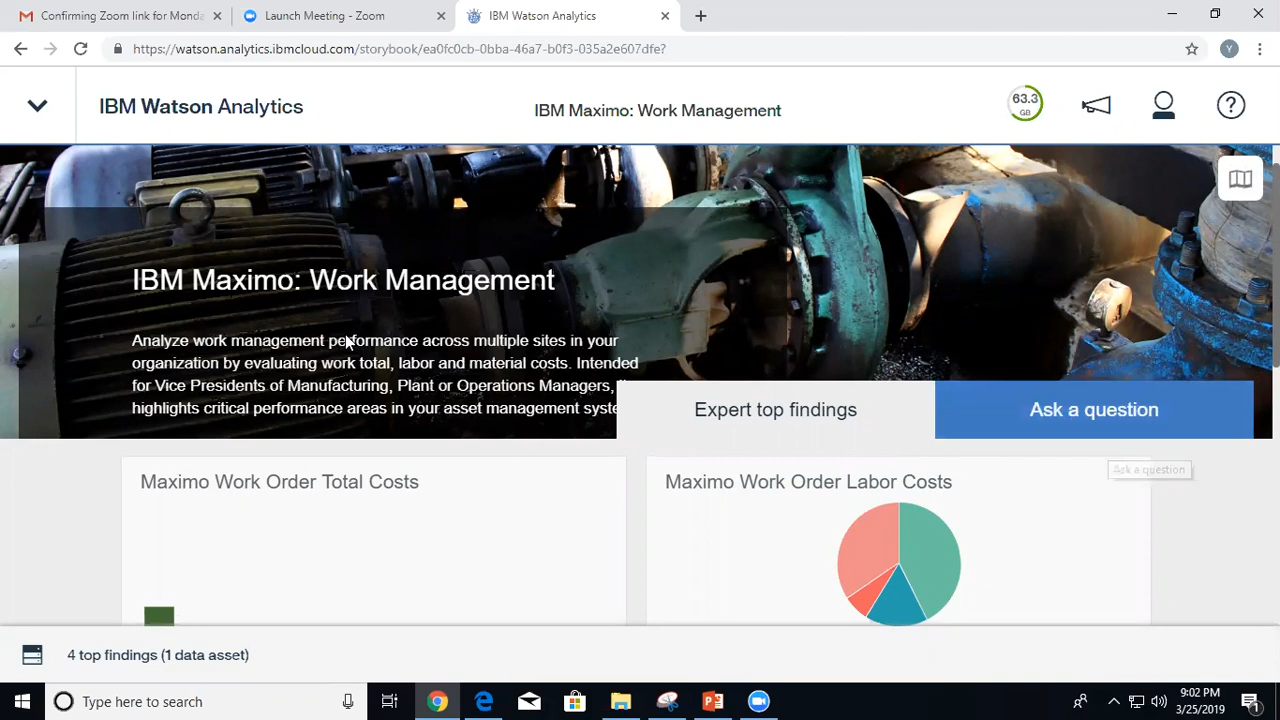 Confirming Zoom link for Monda
Launch Meeting - Zoom
IBM Watson Analytics
https://watson.analytics.ibmcloud.com/storybook/ea0fc0cb-0bba-46a7-b0f3-035a2e607dfe?
Y
IBM Watson Analytics
IBM Maximo: Work Management
63.3
GB
IBM Maximo: Work Management
Analyze work management performance across multiple sites in your
organization by evaluating work total, labor and material costs. Intended
for Vice Presidents of Manufacturing, Plant or Operations Managers,
highlights critical performance areas in your asset management syste
Expert top findings
Ask a question
Ask a question
Maximo Work Order Total Costs
Maximo Work Order Labor Costs
4 top findings (1 data asset)
Type here to search
9:02 PM
3/25/2019
1